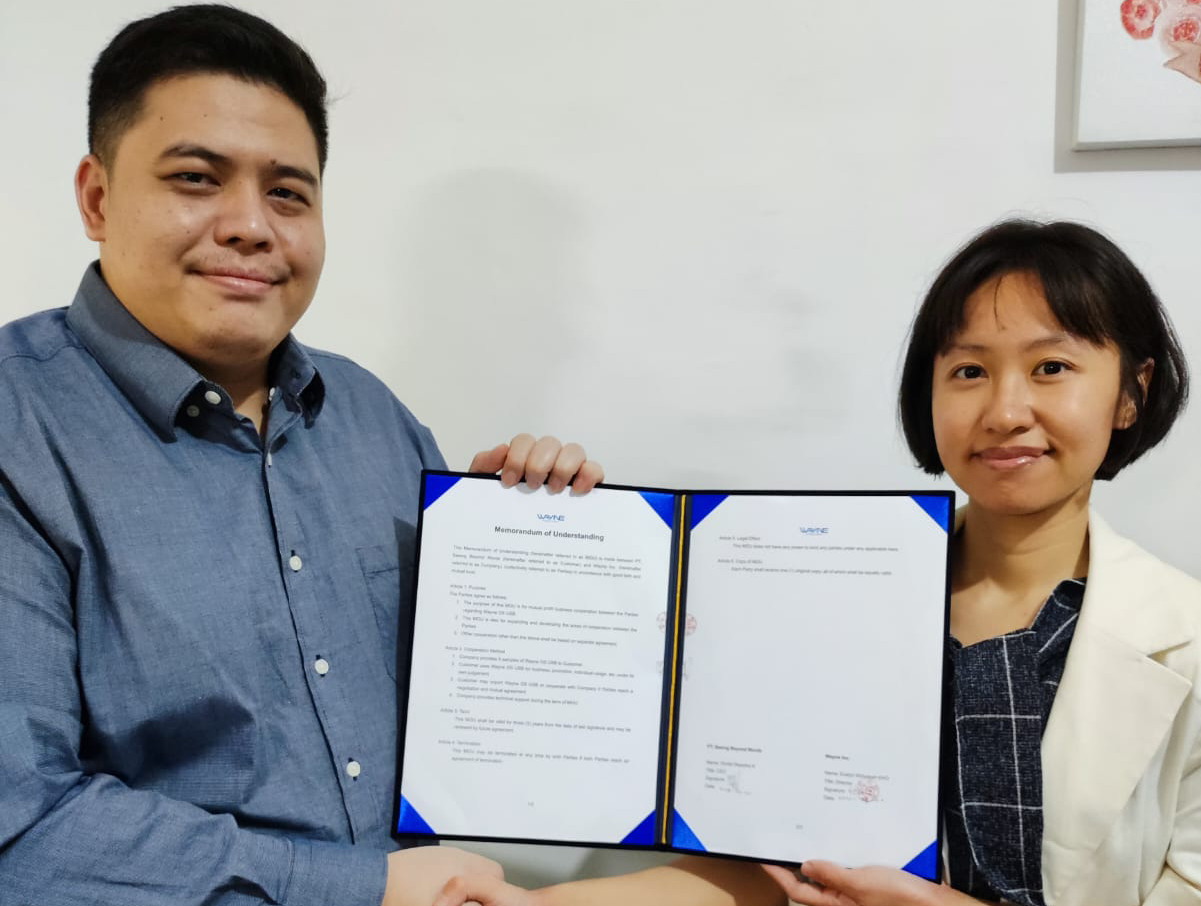 WAYNE
Memorandum of Understanding
This Memorandum of Understanding (hereinafter referred to as MOU) is made between PT.
Seeing Beyond Words (hereinafter referred to as Customer) and Wayne Inc. (hereinafter
referred to as Company), collectively referred to as Parties in accordance with good faith and
mutual trust.
Article 1. Purpose
The Parties agree as follows;
1. The purpose of this MOU is for mutual profit business cooperation between the Parties
regarding Wayne OS USB.
2. This MOU is also for expanding and developing the areas of cooperation between the
Parties.
3. Other cooperation other than the above shall be based on separate agreement.
Article 2. Cooperation Method
1. Company provides 5 samples of Wayne OS USB to Customer.
2. Customer uses Wayne OS USB for business, promotion, individual usage, etc under its
own judgement.
3. Customer may import Wayne OS USB or cooperate with Company if Parties reach a
negotiation and mutual agreement.
4. Company provides technical support during the term of MOU.
Article 3. Term
This MOU shall be valid for three (3) years from the date of last signature and may be
renewed by future agreement.
Article 4. Termination
This MOU may be terminated at any time by both Parties if both Parties reach an
agreement of termination.
1/2
WAYNE
Article 5. Legal Effect
This MOU does not have any power to bind any parties under any applicable laws.
Article 6. Copy of MOU
Each Party shall receive one (1) original copy, all of which shall be equally valid.
PT. Seeing Beyond Words
Name:
Title: CEO
Signature:
Date:
Wayne Inc.
Name:
Title: Director
Signature:
Date:
2/2